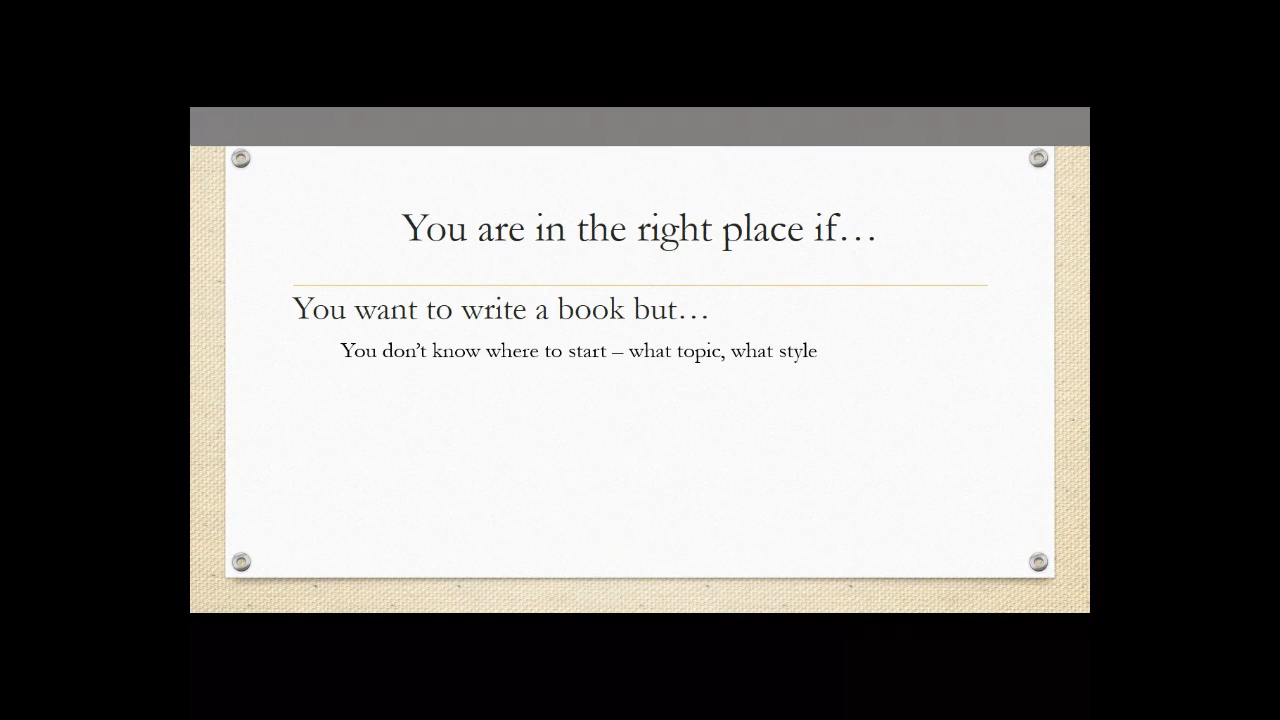 You are in the right place if…
You want to write a book but…
You don’t know where to start – what topic, what style